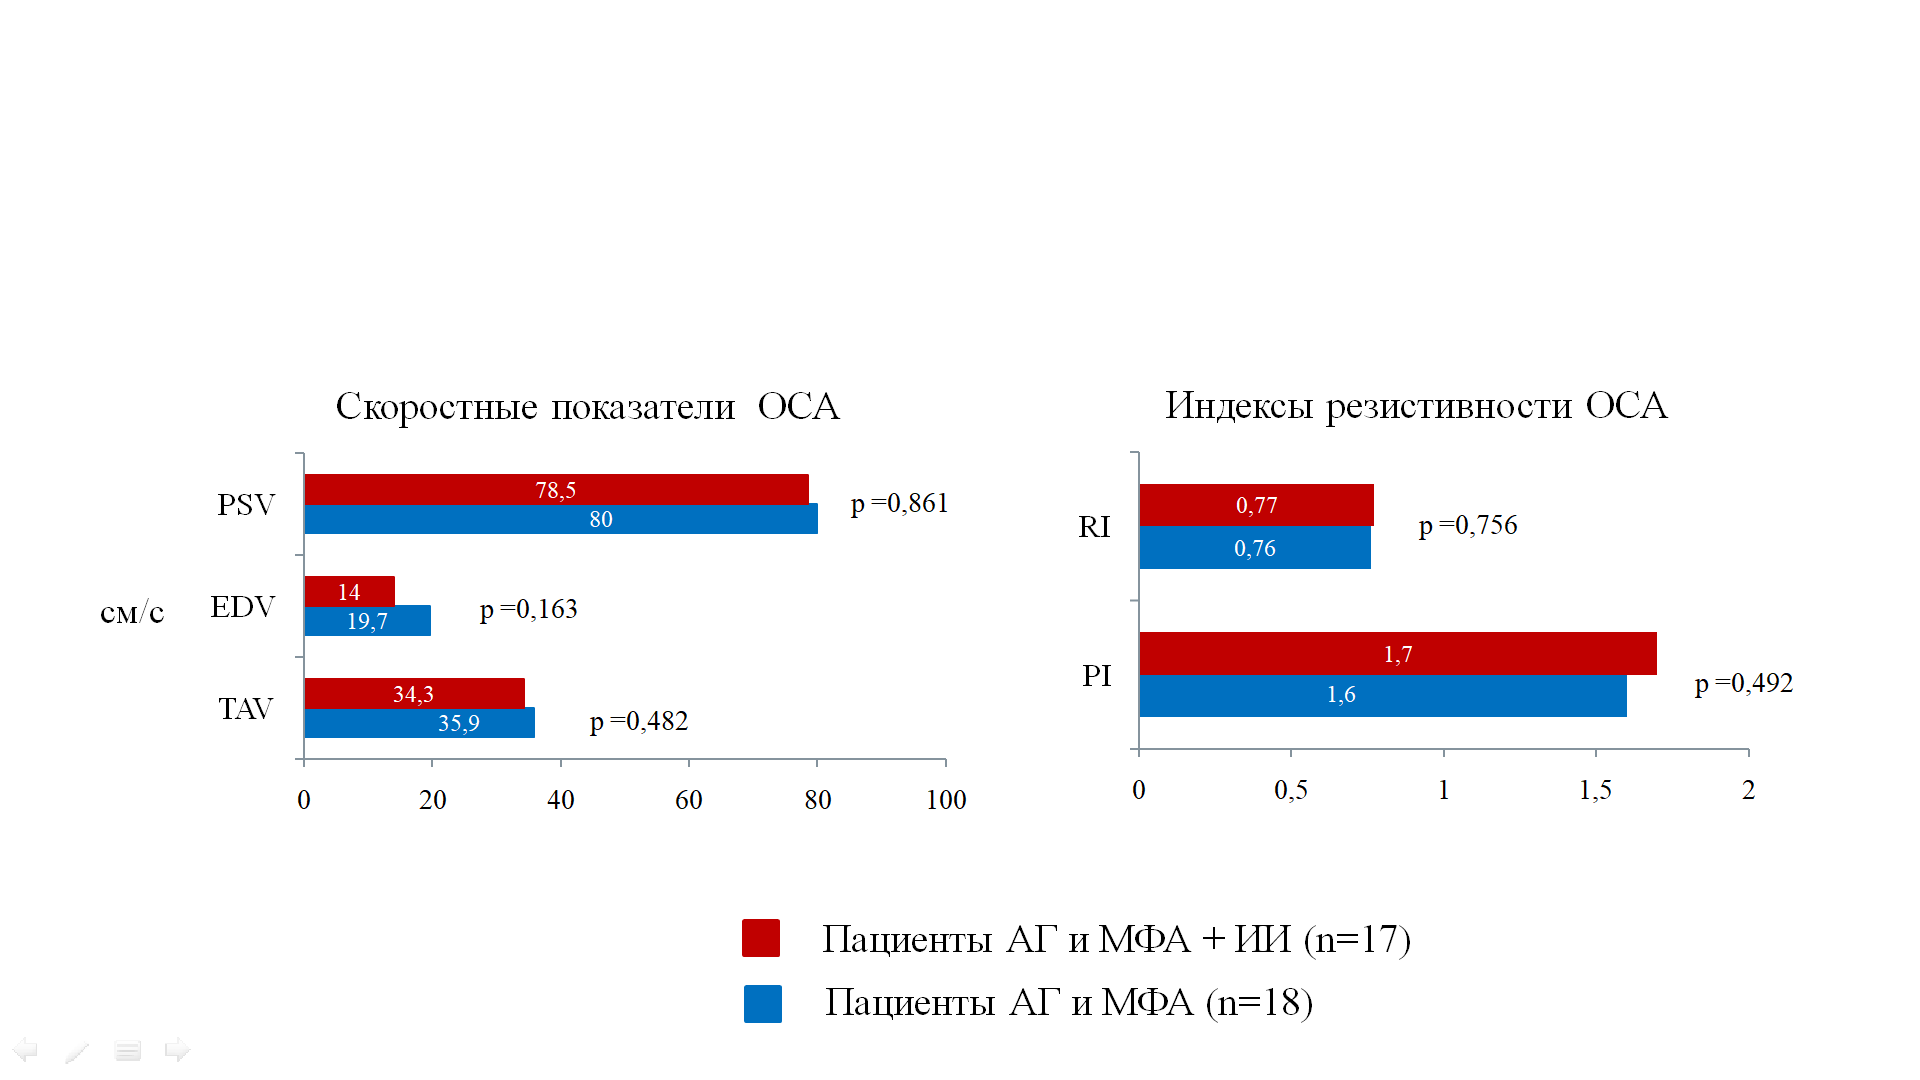 Скоростные показатели ОСА
см/с
PSV
78,5
80
p =0,861
EDV
14
19,7
p =0,163
TAV
34,3
35,9
p =0,482
0 20 40 60 80 100
Индексы резистивности ОСА
RI
0,77
0,76
p =0,756
PI
1,7
1,6
p =0,492
0 0,5 1 1,5 2
Пациенты АГ и МФА + ИИ (n=17)
Пациенты АГ и МФА (n=18)